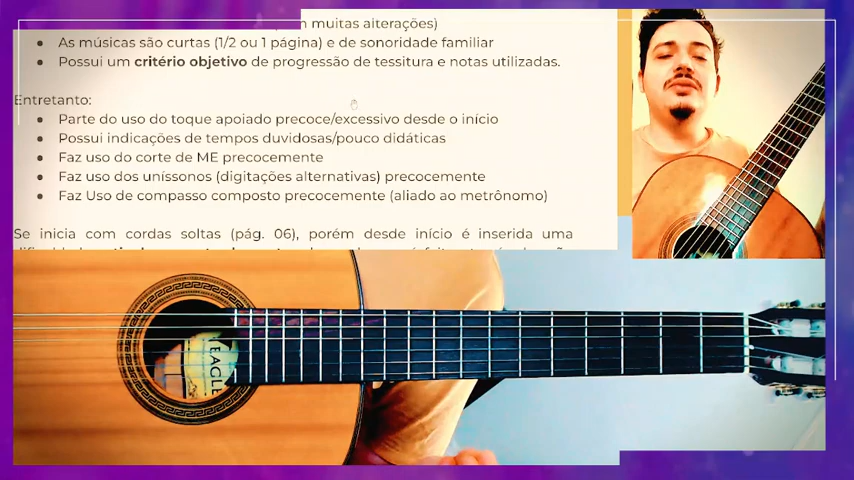 muitas alterações)
As músicas são curtas (1/2 ou 1 página) e de sonoridade familiar
Possui um critério objetivo de progressão de tessitura e notas utilizadas.
Entretanto:
Parte do uso do toque apoiado precoce/excessivo desde o início
Possui indicações de tempos duvidosas/pouco didáticas
Faz uso do corte de ME precocemente
Faz uso dos uníssonos (digitações alternativas) precocemente
Faz Uso de compasso composto precocemente (aliado ao metrônomo)
Se inicia com cordas soltas (pág. 06), porém desde início é inserida uma
EAGLE